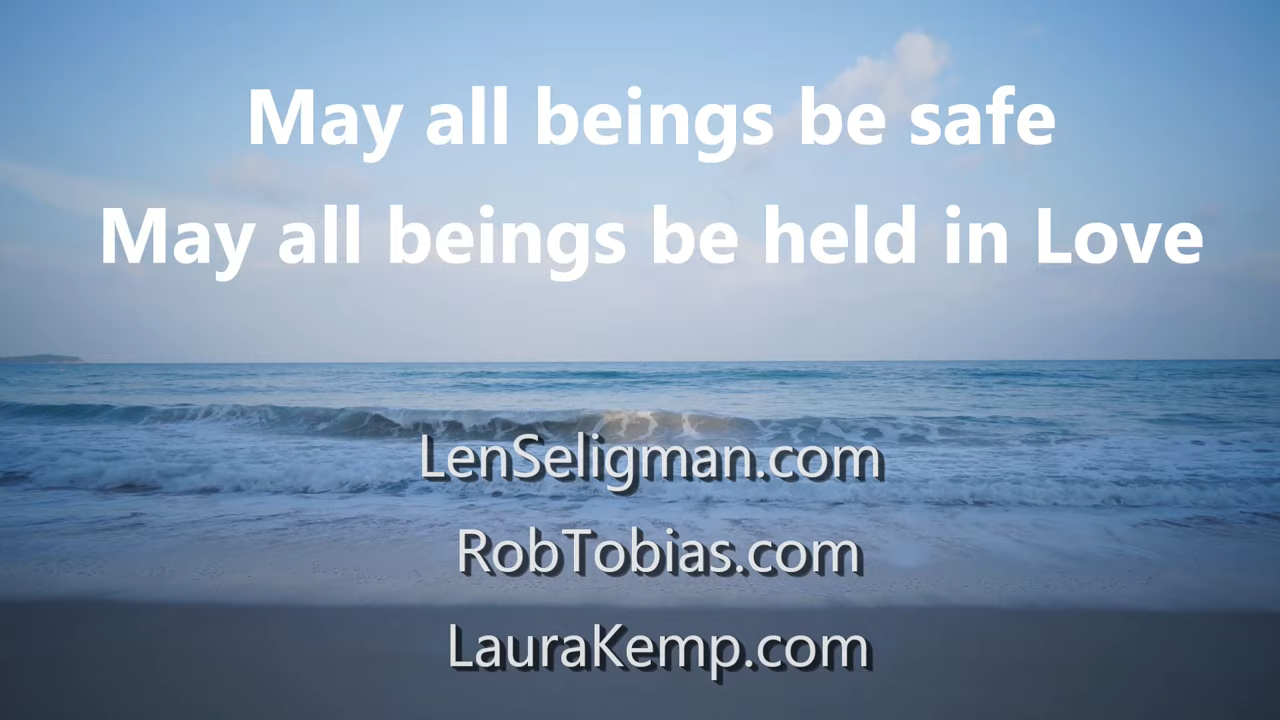 May all beings be safe
May all beings be held in Love
LenSeligman.com
RobTobias.com
LauraKemp.com